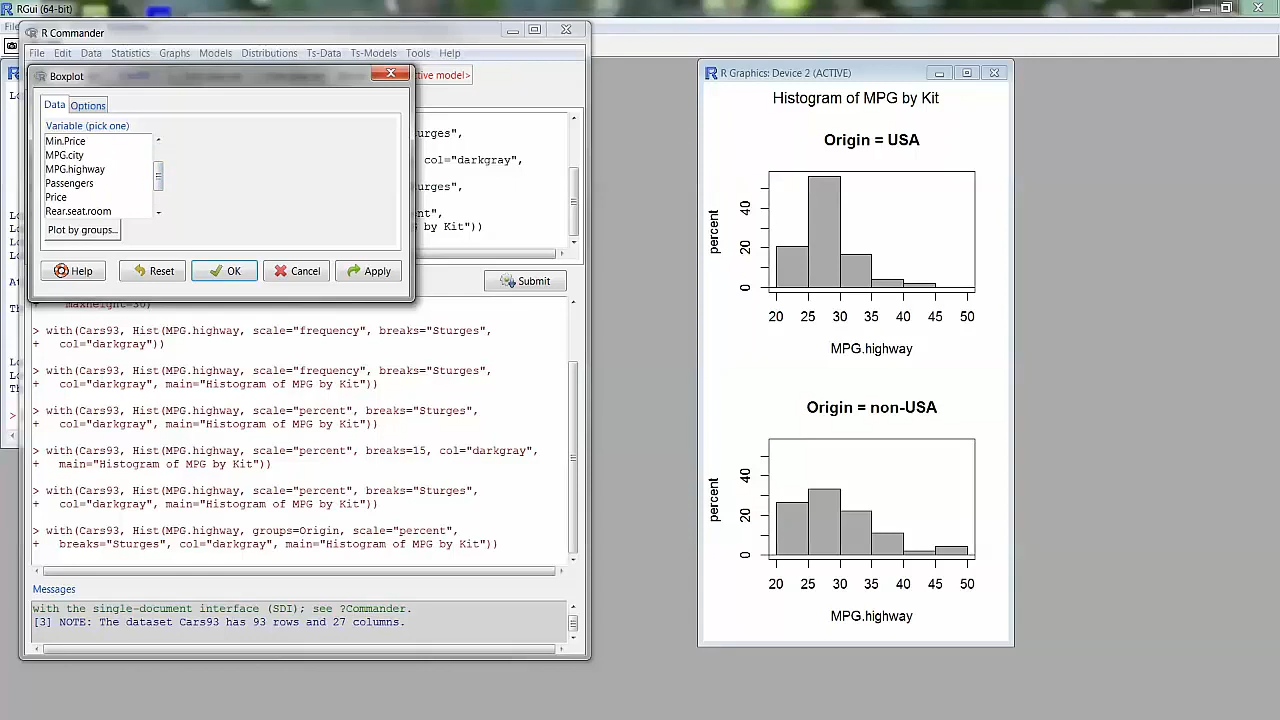 RGui (64-bit)
R Commander
File Edit Data Statistics Graphs Models Distributions Ts-Data Ts-Models Tools Help
Boxplot
Data Options
Variable (pick one)
Min.Price
MPG.city
MPG.highway
Passengers
Price
Rear.seat.room
Plot by groups...
Help Reset OK Cancel Apply
col="darkgray",
by Kit"))
Submit
> with(Cars93, Hist(MPG.highway, scale="frequency", breaks="Sturges",
+ col="darkgray"))
> with(Cars93, Hist(MPG.highway, scale="frequency", breaks="Sturges",
+ col="darkgray", main="Histogram of MPG by Kit"))
> with(Cars93, Hist(MPG.highway, scale="percent", breaks="Sturges",
+ col="darkgray", main="Histogram of MPG by Kit"))
> with(Cars93, Hist(MPG.highway, scale="percent", breaks=15, col="darkgray",
+ main="Histogram of MPG by Kit"))
> with(Cars93, Hist(MPG.highway, scale="percent", breaks="Sturges",
+ col="darkgray", main="Histogram of MPG by Kit"))
> with(Cars93, Hist(MPG.highway, groups=Origin, scale="percent",
+ breaks="Sturges", col="darkgray", main="Histogram of MPG by Kit"))
Messages
with the single-document interface (SDI); see ?Commander.
[3] NOTE: The dataset Cars93 has 93 rows and 27 columns.
R Graphics: Device 2 (ACTIVE)
Histogram of MPG by Kit
Origin = USA
percent
0 20 40
20 25 30 35 40 45 50
MPG.highway
Origin = non-USA
percent
0 20 40
20 25 30 35 40 45 50
MPG.highway